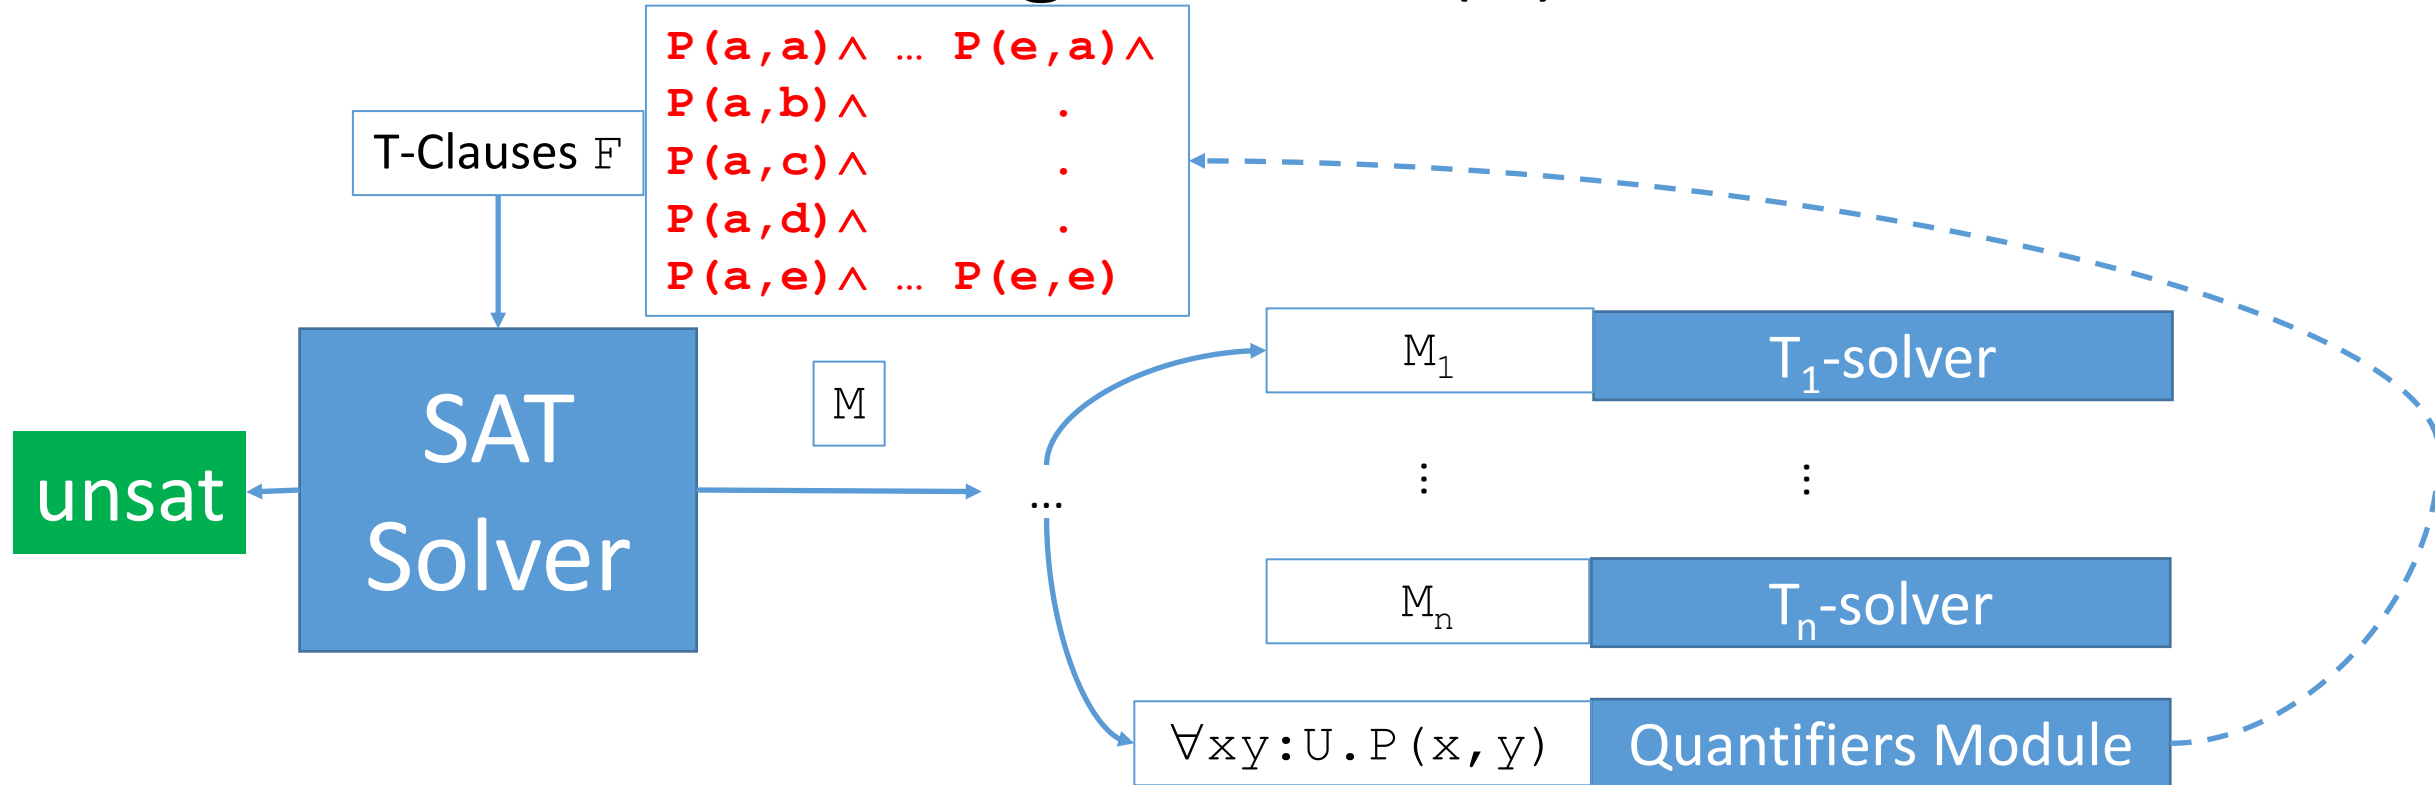 P(a,a)∧ … P(e,a)∧
P(a,b)∧ .
P(a,c)∧ .
P(a,d)∧ .
P(a,e)∧ … P(e,e)
T-Clauses F
SAT
Solver
unsat
M
…
M₁
T₁-solver
⋮ ⋮
Mₙ
Tₙ-solver
∀xy:U.P(x,y)
Quantifiers Module